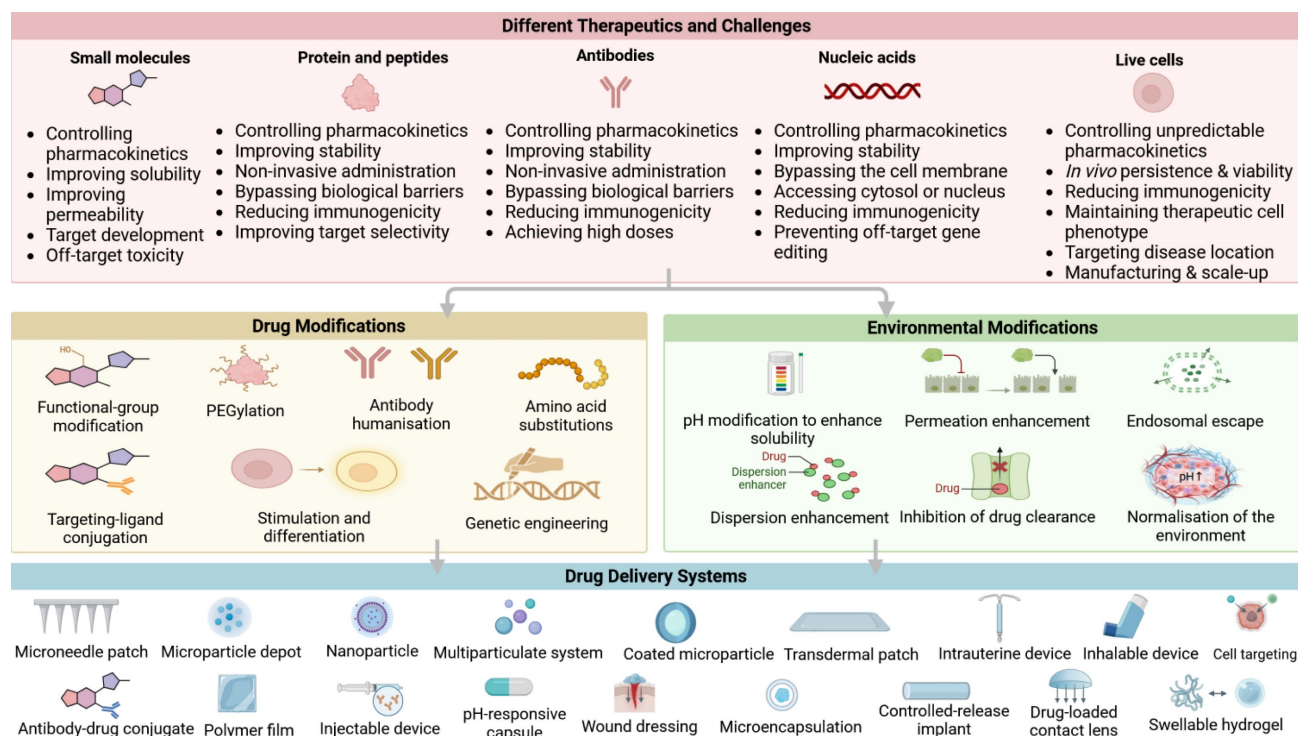 Different Therapeutics and Challenges
Small molecules
• Controlling
pharmacokinetics
• Improving solubility
• Improving
permeability
• Target development
• Off-target toxicity
Protein and peptides
• Controlling pharmacokinetics
• Improving stability
• Non-invasive administration
• Bypassing biological barriers
• Reducing immunogenicity
• Improving target selectivity
Antibodies
• Controlling pharmacokinetics
• Improving stability
• Non-invasive administration
• Bypassing biological barriers
• Reducing immunogenicity
• Achieving high doses
Nucleic acids
• Controlling pharmacokinetics
• Improving stability
• Bypassing the cell membrane
• Accessing cytosol or nucleus
• Reducing immunogenicity
• Preventing off-target gene
editing
Live cells
• Controlling unpredictable
pharmacokinetics
• In vivo persistence & viability
• Reducing immunogenicity
• Maintaining therapeutic cell
phenotype
• Targeting disease location
• Manufacturing & scale-up
Drug Modifications
HO
Functional-group
modification
PEGylation
Antibody
humanisation
Amino acid
substitutions
Targeting-ligand
conjugation
Stimulation and
differentiation
Genetic engineering
Environmental Modifications
pH modification to enhance
solubility
Permeation enhancement
Endosomal escape
Drug
Dispersion
enhancer
Dispersion enhancement
Drug
Inhibition of drug clearance
pH↑
Normalisation of the
environment
Drug Delivery Systems
Microneedle patch
Microparticle depot
Nanoparticle
Multiparticulate system
Coated microparticle
Transdermal patch
Intrauterine device
Inhalable device
Cell targeting
Antibody-drug conjugate
Polymer film
Injectable device
pH-responsive
capsule
Wound dressing
Microencapsulation
Controlled-release
implant
Drug-loaded
contact lens
Swellable hydrogel